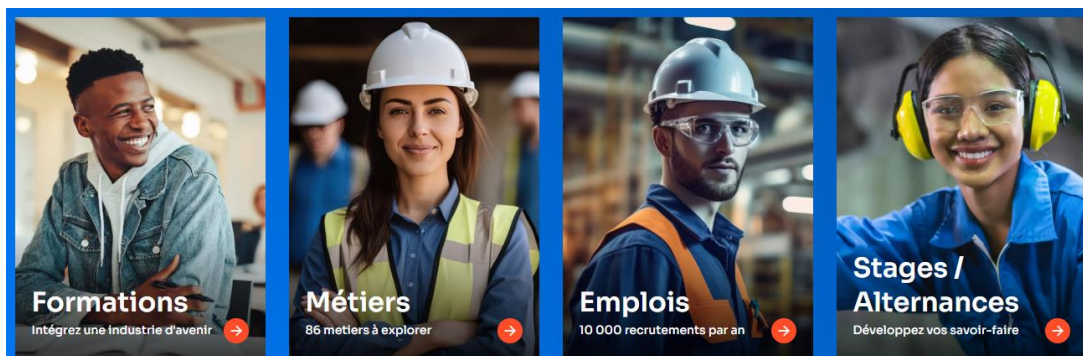 Formations
Intégrez une industrie d'avenir
Métiers
86 metiers à explorer
Emplois
10 000 recrutements par an
Stages /
Alternances
Développez vos savoir-faire